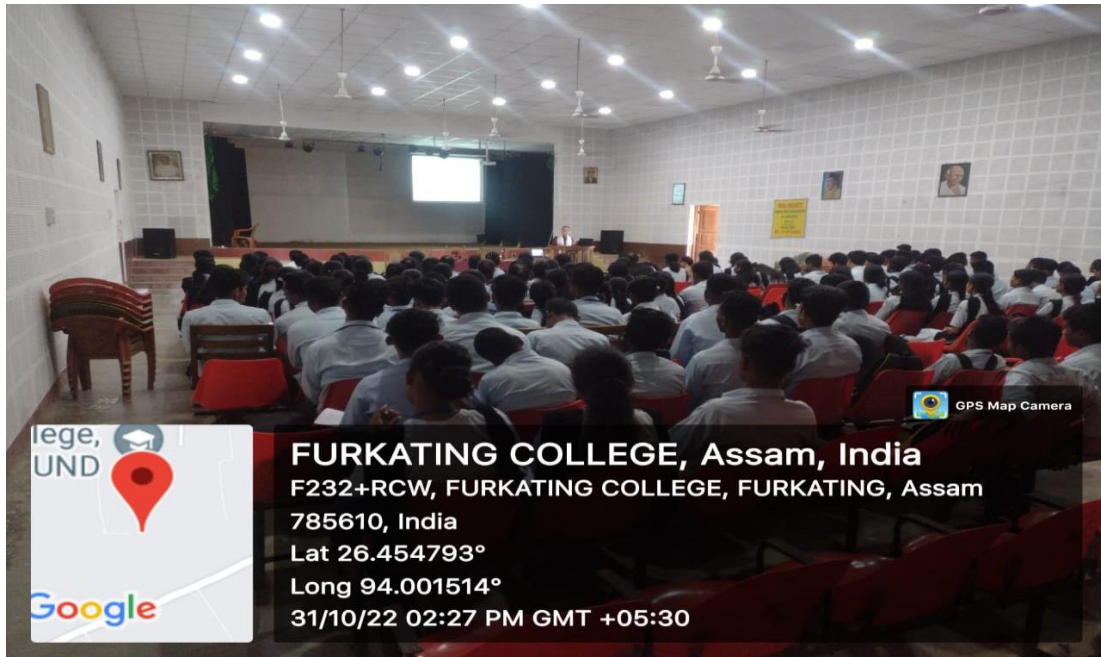 GPS Map Camera
lege,
UND
Google
FURKATING COLLEGE, Assam, India
F232+RCW, FURKATING COLLEGE, FURKATING, Assam
785610, India
Lat 26.454793°
Long 94.001514°
31/10/22 02:27 PM GMT +05:30